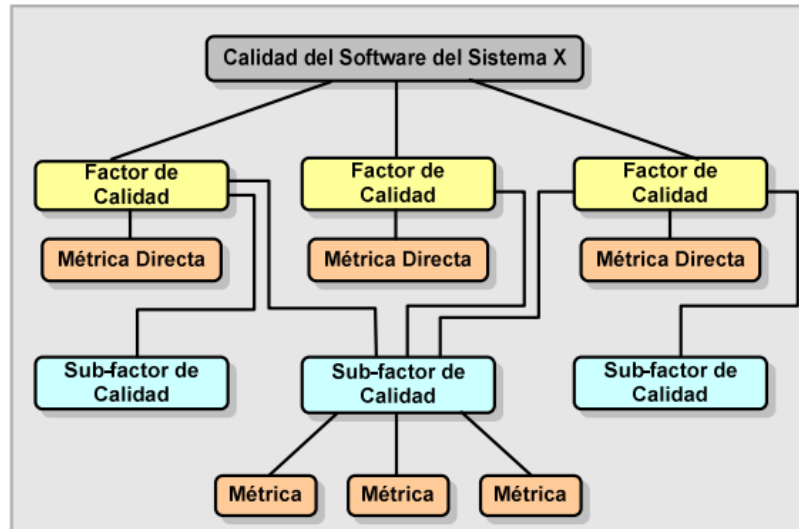 Calidad del Software del Sistema X
Factor de
Calidad
Factor de
Calidad
Factor de
Calidad
Métrica Directa
Métrica Directa
Métrica Directa
Sub-factor de
Calidad
Sub-factor de
Calidad
Sub-factor de
Calidad
Métrica
Métrica
Métrica